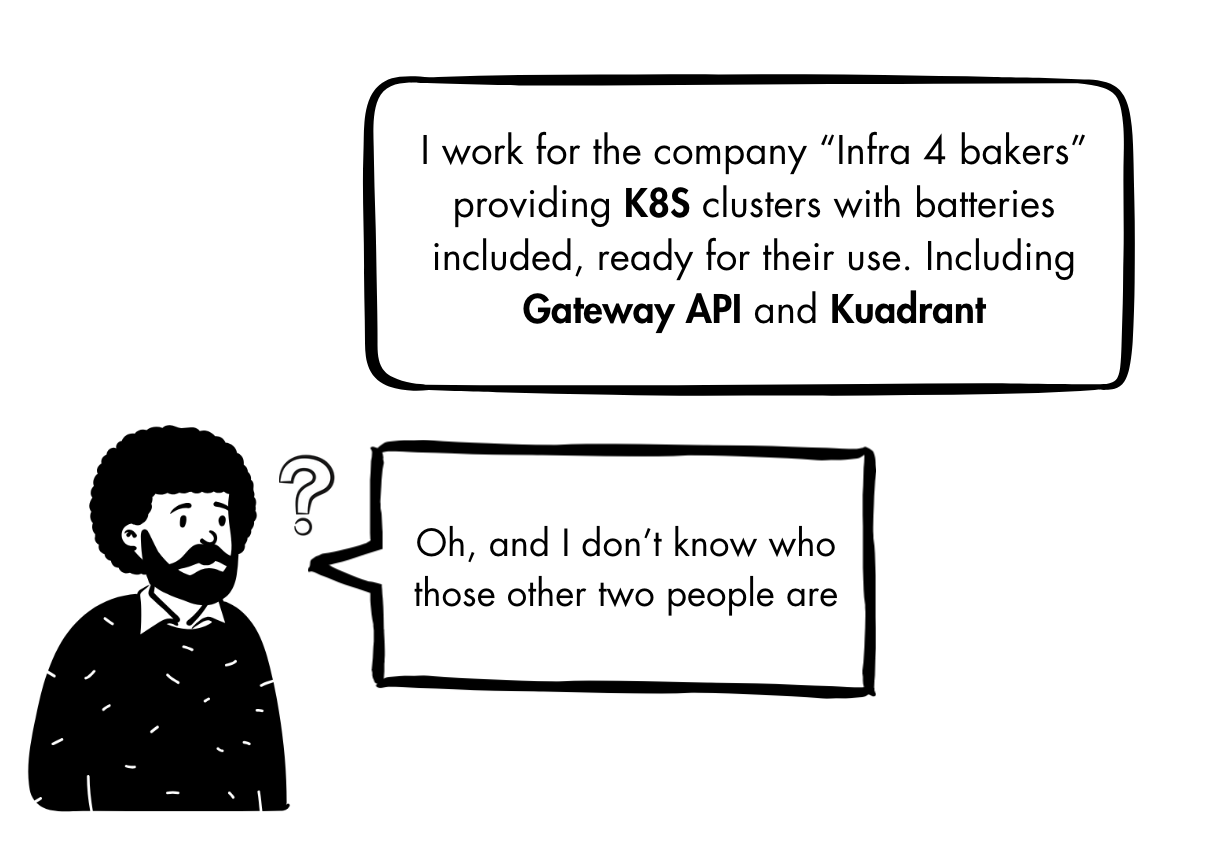 I work for the company “Infra 4 bakers”
providing K8S clusters with batteries
included, ready for their use. Including
Gateway API and Kuadrant
?
Oh, and I don’t know who
those other two people are